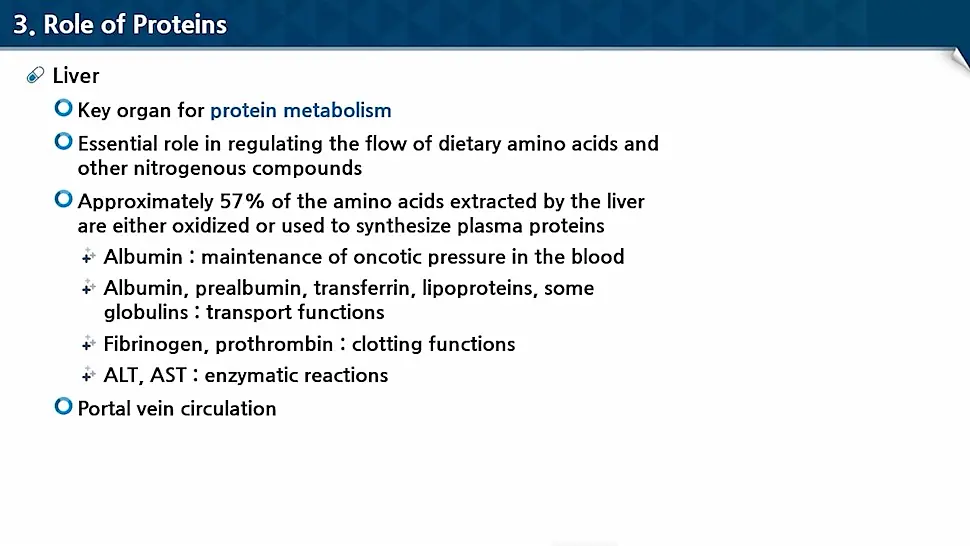 3. Role of Proteins
Liver
Key organ for protein metabolism
Essential role in regulating the flow of dietary amino acids and
other nitrogenous compounds
Approximately 57% of the amino acids extracted by the liver
are either oxidized or used to synthesize plasma proteins
Albumin : maintenance of oncotic pressure in the blood
Albumin, prealbumin, transferrin, lipoproteins, some
globulins : transport functions
Fibrinogen, prothrombin : clotting functions
ALT, AST : enzymatic reactions
Portal vein circulation